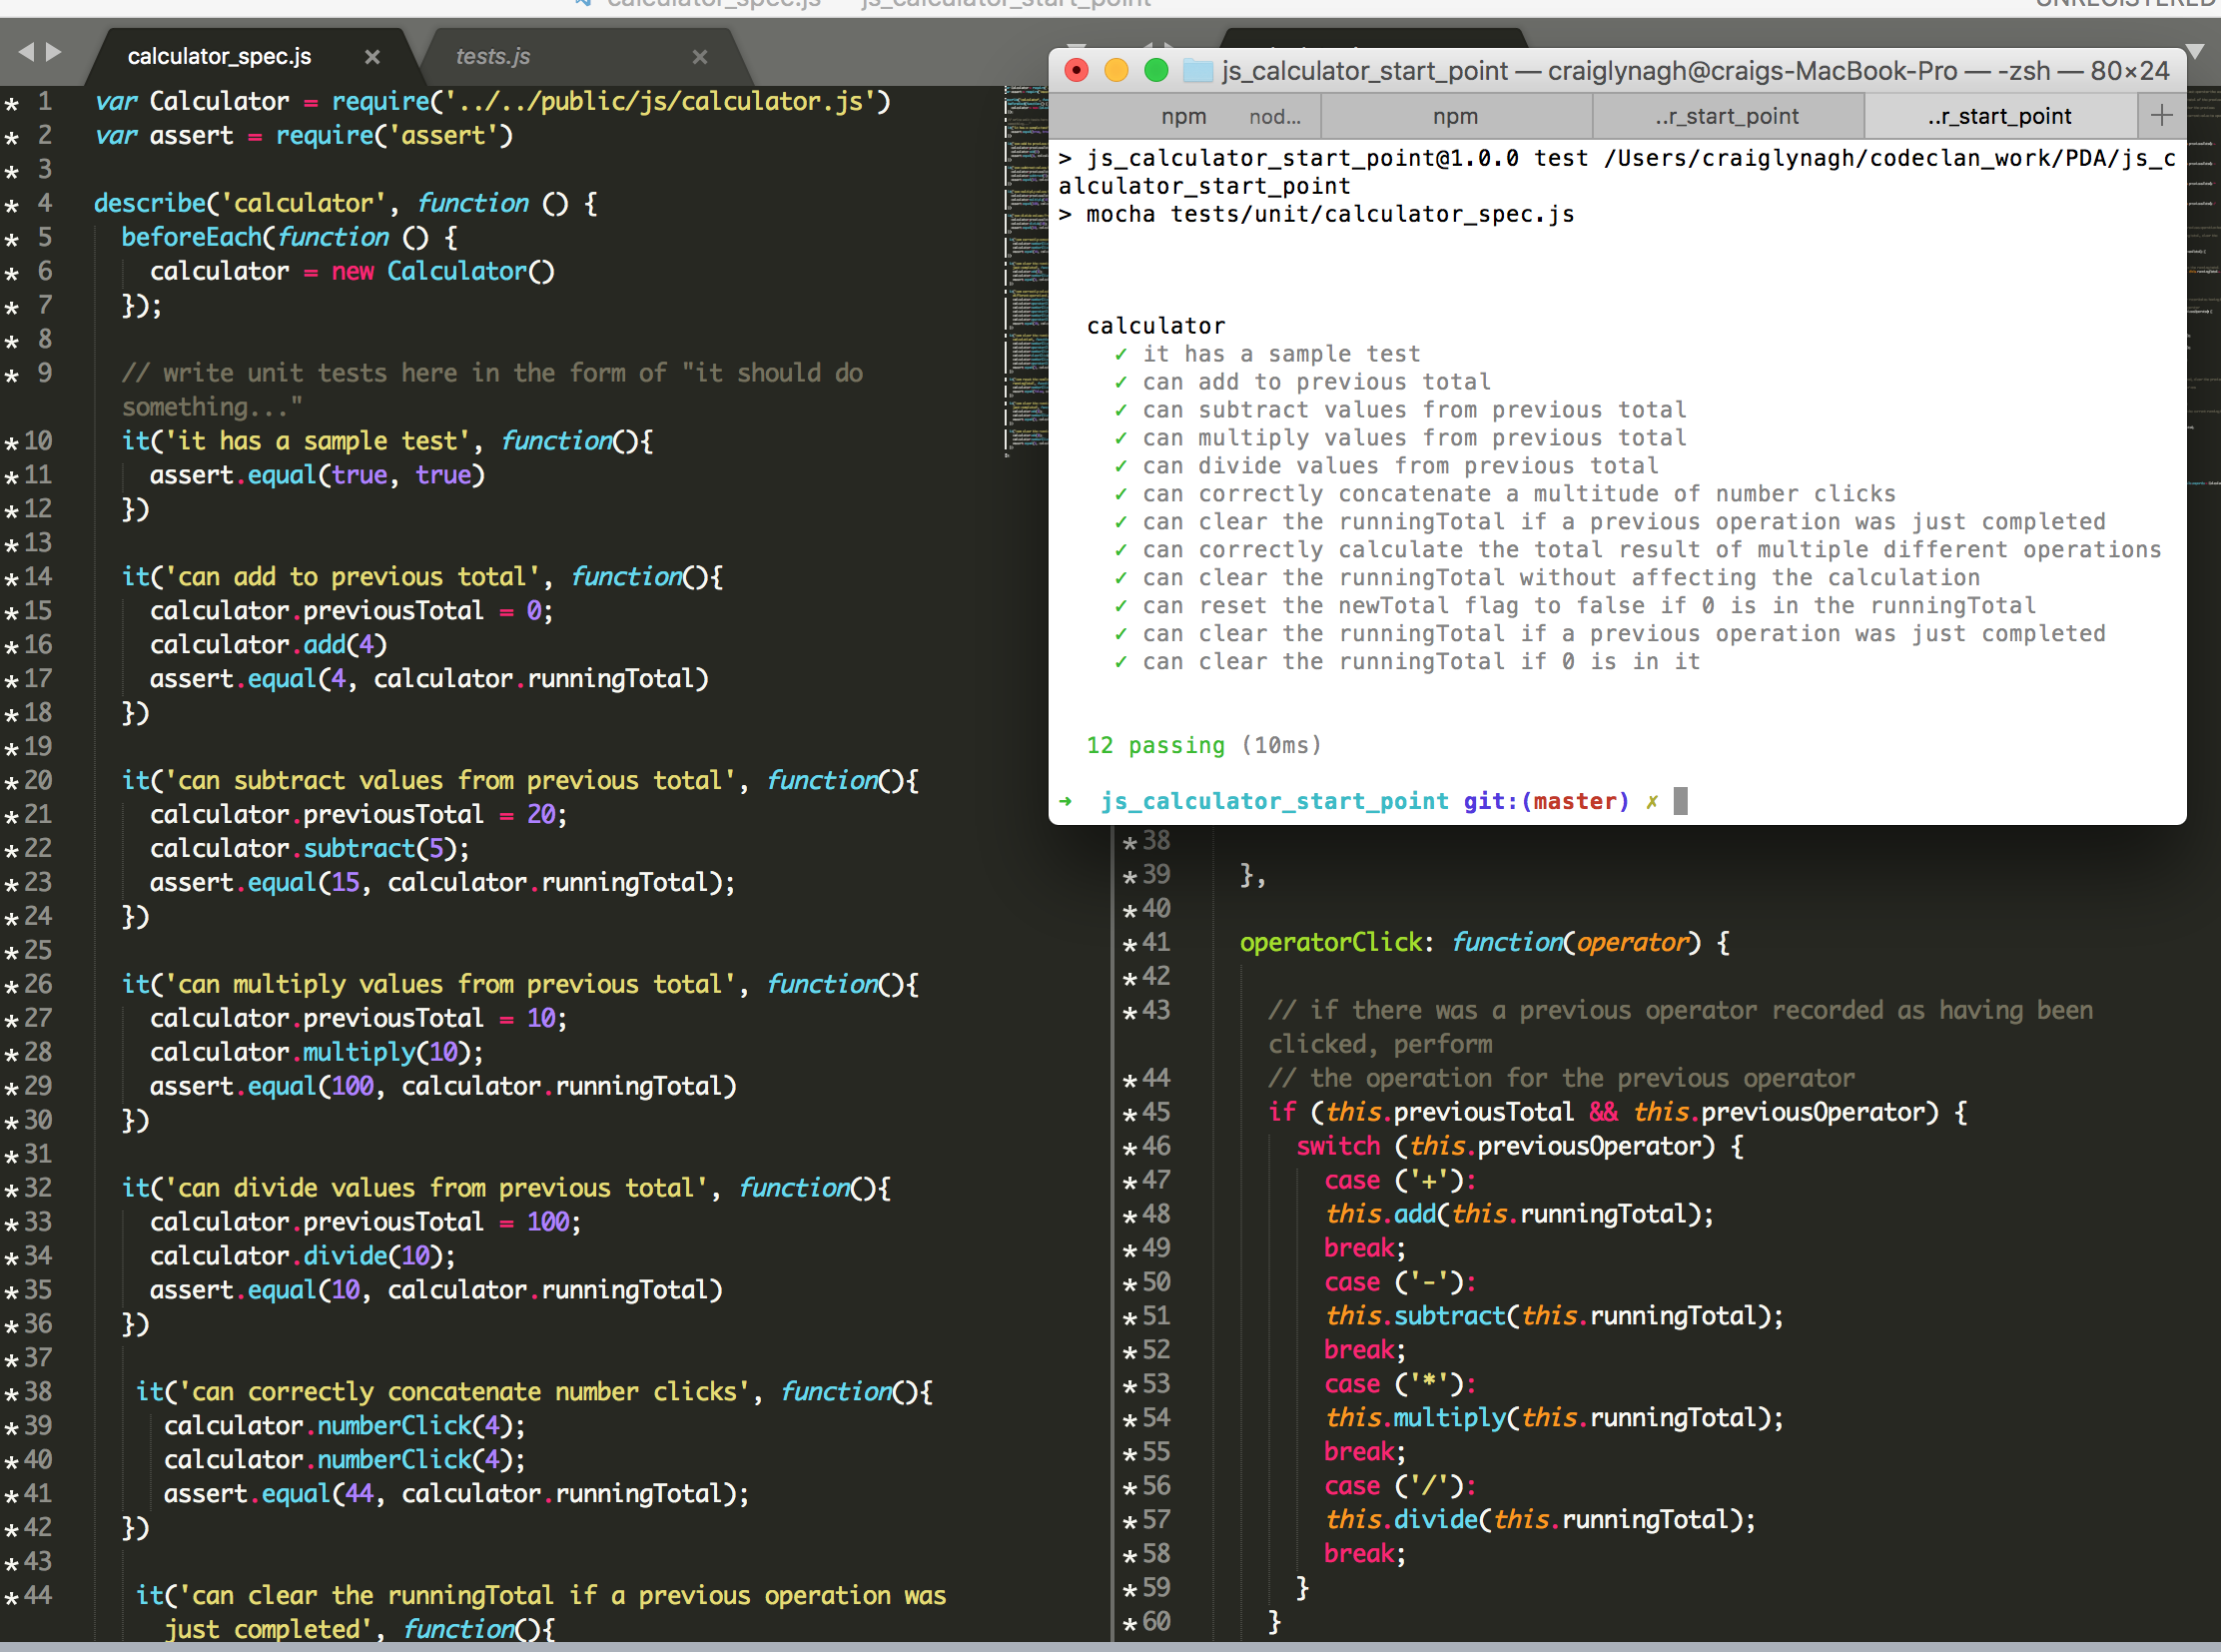 calculator_spec.js
js_calculator_start_point
UNREGISTERED
calculator_spec.js
tests.js
1 var Calculator = require('../../public/js/calculator.js')
2 var assert = require('assert')
3
4 describe('calculator', function () {
5 beforeEach(function () {
6 calculator = new Calculator()
7 });
8
9 // write unit tests here in the form of "it should do
something..."
10 it('it has a sample test', function(){
11 assert.equal(true, true)
12 })
13
14 it('can add to previous total', function(){
15 calculator.previousTotal = 0;
16 calculator.add(4)
17 assert.equal(4, calculator.runningTotal)
18 })
19
20 it('can subtract values from previous total', function(){
21 calculator.previousTotal = 20;
22 calculator.subtract(5);
23 assert.equal(15, calculator.runningTotal);
24 })
25
26 it('can multiply values from previous total', function(){
27 calculator.previousTotal = 10;
28 calculator.multiply(10);
29 assert.equal(100, calculator.runningTotal)
30 })
31
32 it('can divide values from previous total', function(){
33 calculator.previousTotal = 100;
34 calculator.divide(10);
35 assert.equal(10, calculator.runningTotal)
36 })
37
38 it('can correctly concatenate number clicks', function(){
39 calculator.numberClick(4);
40 calculator.numberClick(4);
41 assert.equal(44, calculator.runningTotal);
42 })
43
44 it('can clear the runningTotal if a previous operation was
just completed', function(){
js_calculator_start_point — craiglynagh@craigs-MacBook-Pro — -zsh — 80×24
npm nod...
npm
..r_start_point
..r_start_point
> js_calculator_start_point@1.0.0 test /Users/craiglynagh/codeclan_work/PDA/js_c
alculator_start_point
> mocha tests/unit/calculator_spec.js
calculator
✓ it has a sample test
✓ can add to previous total
✓ can subtract values from previous total
✓ can multiply values from previous total
✓ can divide values from previous total
✓ can correctly concatenate a multitude of number clicks
✓ can clear the runningTotal if a previous operation was just completed
✓ can correctly calculate the total result of multiple different operations
✓ can clear the runningTotal without affecting the calculation
✓ can reset the newTotal flag to false if 0 is in the runningTotal
✓ can clear the runningTotal if a previous operation was just completed
✓ can clear the runningTotal if 0 is in it
12 passing (10ms)
➜ js_calculator_start_point git:(master) ✗
38
39 },
40
41 operatorClick: function(operator) {
42
43 // if there was a previous operator recorded as having been
clicked, perform
44 // the operation for the previous operator
45 if (this.previousTotal && this.previousOperator) {
46 switch (this.previousOperator) {
47 case ('+'):
48 this.add(this.runningTotal);
49 break;
50 case ('-'):
51 this.subtract(this.runningTotal);
52 break;
53 case ('*'):
54 this.multiply(this.runningTotal);
55 break;
56 case ('/'):
57 this.divide(this.runningTotal);
58 break;
59 }
60 }